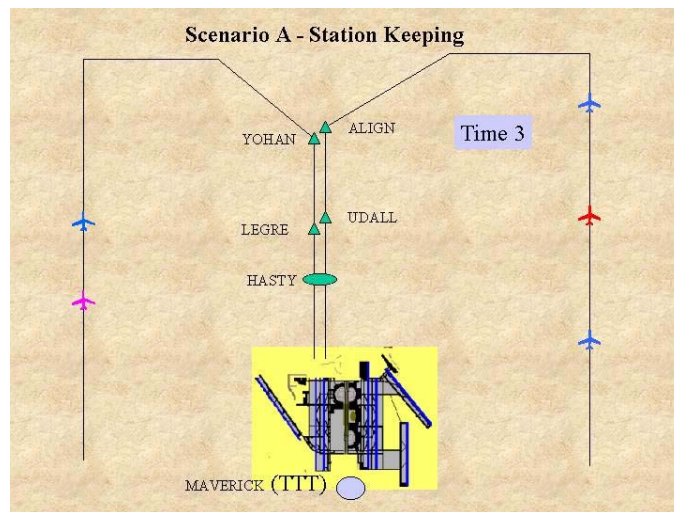 Scenario A - Station Keeping
ALIGN
YOHAN
Time 3
UDALL
LEGRE
HASTY
MAVERICK (TTT)